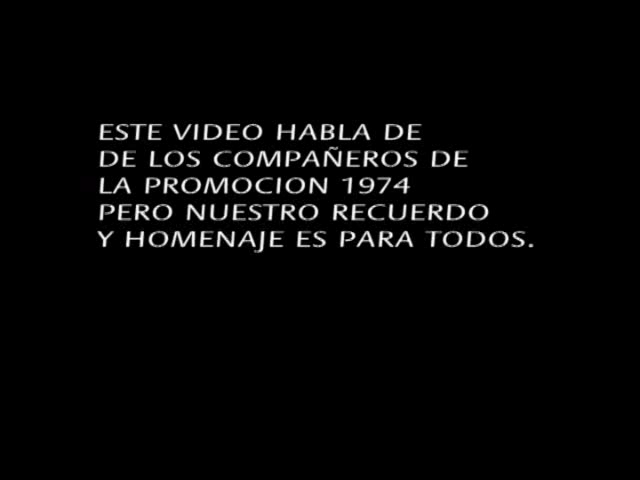 ESTE VIDEO HABLA DE
DE LOS COMPAÑEROS DE
LA PROMOCION 1974
PERO NUESTRO RECUERDO
Y HOMENAJE ES PARA TODOS.